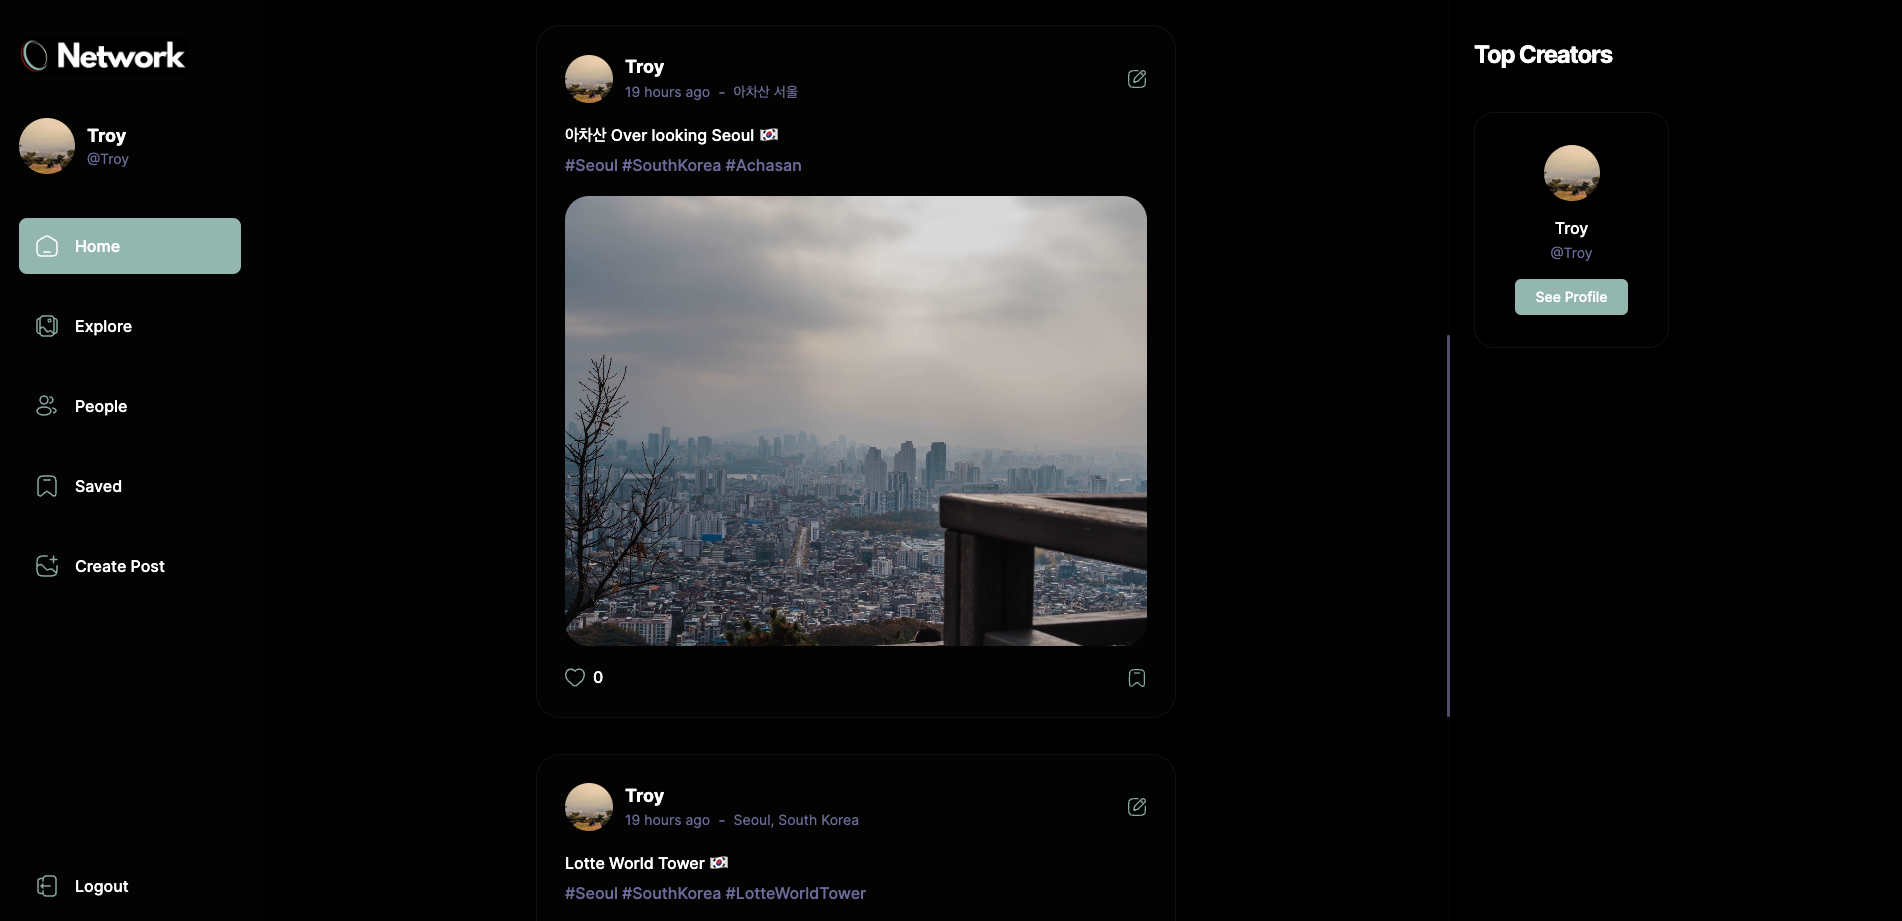 Network
Troy
@Troy
Home
Explore
People
Saved
Create Post
Logout
Troy
19 hours ago - 아차산 서울
아차산 Over looking Seoul 🇰🇷
#Seoul #SouthKorea #Achasan
0
Troy
19 hours ago - Seoul, South Korea
Lotte World Tower 🇰🇷
#Seoul #SouthKorea #LotteWorldTower
Top Creators
Troy
@Troy
See Profile